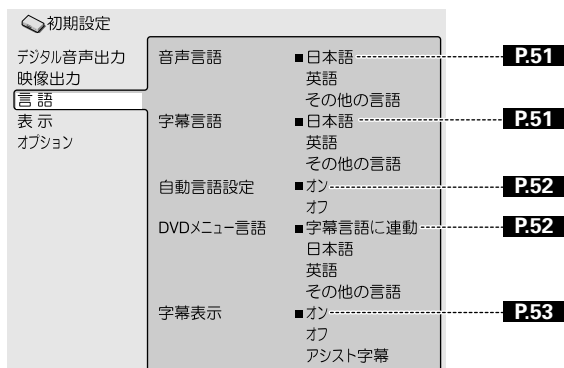 初期設定
デジタル音声出力
映像出力
言語
表示
オプション
音声言語 ■日本語 P.51
英語
その他の言語
字幕言語 ■日本語 P.51
英語
その他の言語
自動言語設定 ■オン P.52
オフ
DVDメニュー言語 ■字幕言語に連動 P.52
日本語
英語
その他の言語
字幕表示 ■オン P.53
オフ
アシスト字幕